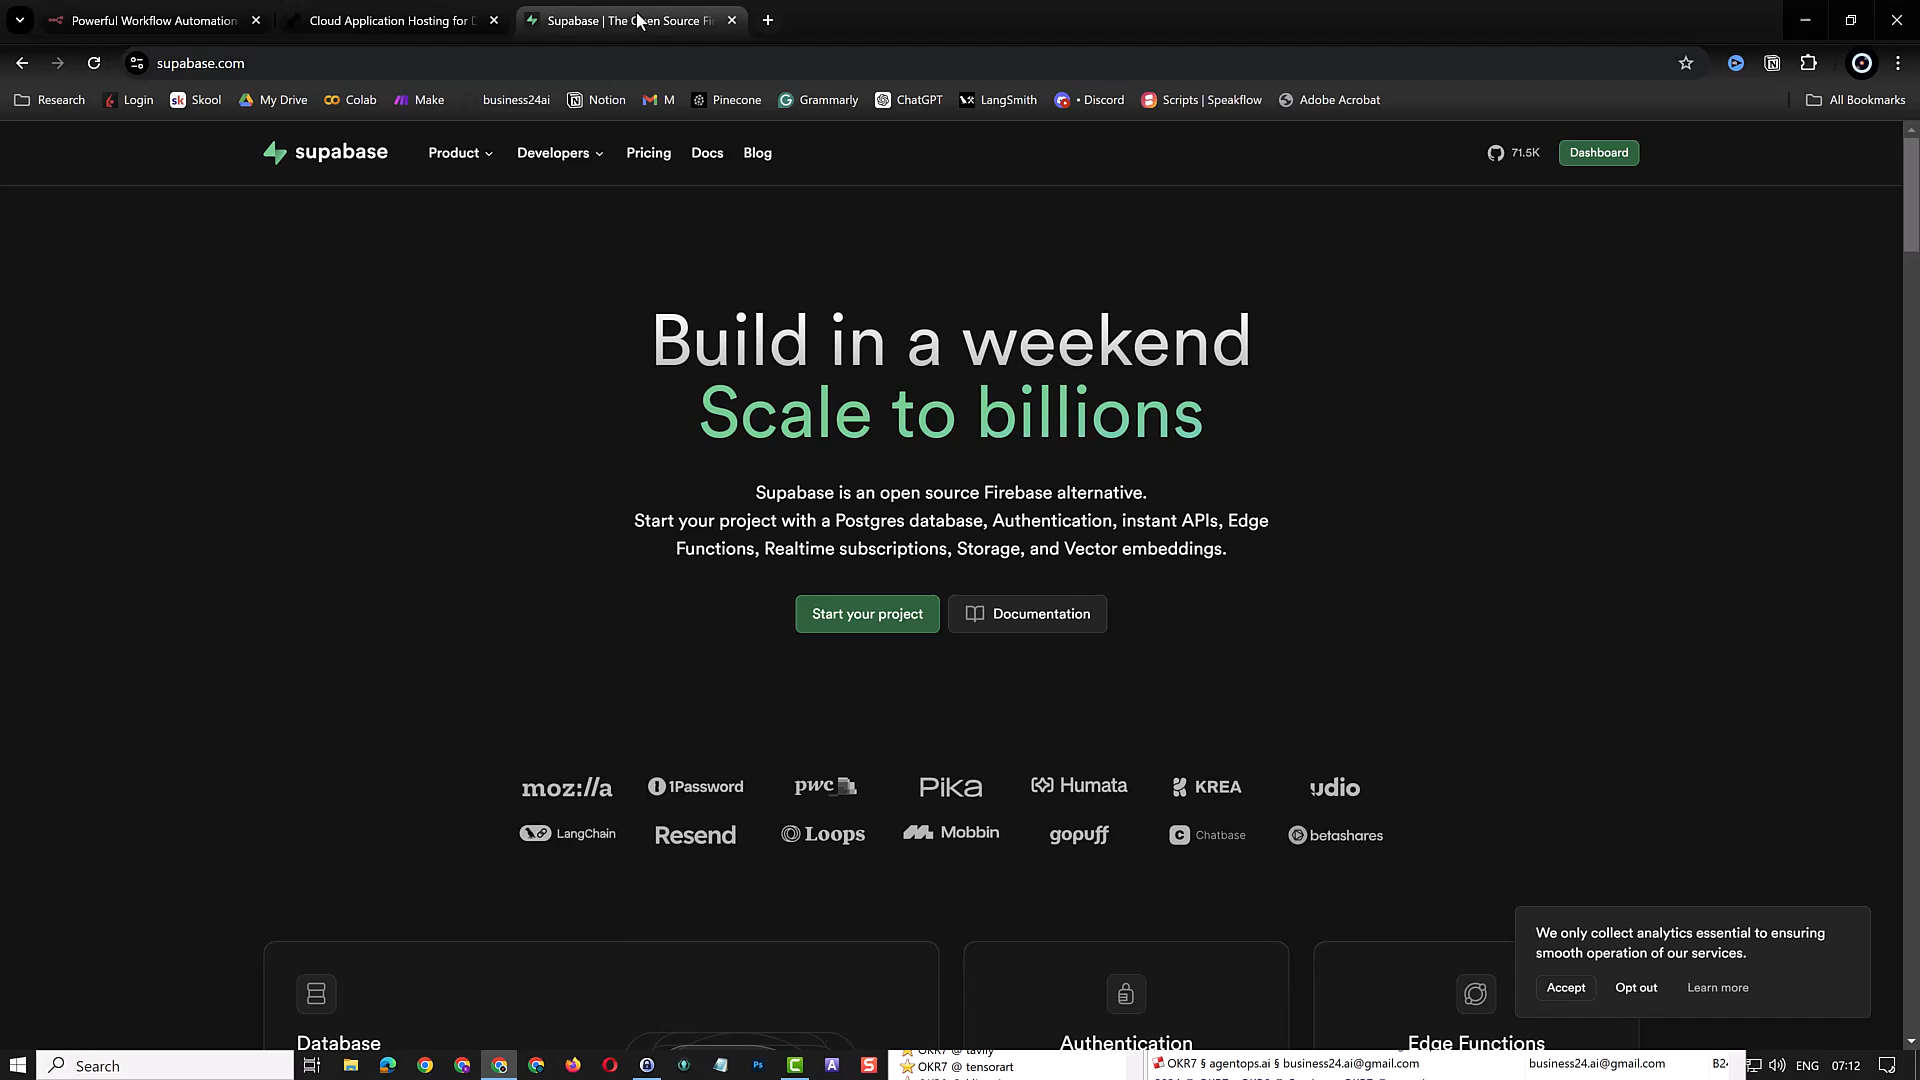 Powerful Workflow Automation
Cloud Application Hosting for D
Supabase | The Open Source Fi
supabase.com
Research
Login
Skool
My Drive
Colab
Make
business24ai
Notion
M
Pinecone
Grammarly
ChatGPT
LangSmith
• Discord
Scripts | Speakflow
Adobe Acrobat
All Bookmarks
supabase
Product
Developers
Pricing
Docs
Blog
71.5K
Dashboard
Build in a weekend
Scale to billions
Supabase is an open source Firebase alternative.
Start your project with a Postgres database, Authentication, instant APIs, Edge
Functions, Realtime subscriptions, Storage, and Vector embeddings.
Start your project
Documentation
moz://a
1Password
pwc
Pika
Humata
KREA
udio
LangChain
Resend
Loops
Mobbin
gopuff
Chatbase
betashares
We only collect analytics essential to ensuring
smooth operation of our services.
Accept
Opt out
Learn more
Database
Authentication
Edge Functions
Search
OKR7 @ tavily
OKR7 @ tensorart
OKR7 § agentops.ai § business24.ai@gmail.com
business24.ai@gmail.com
B24
ENG
07:12